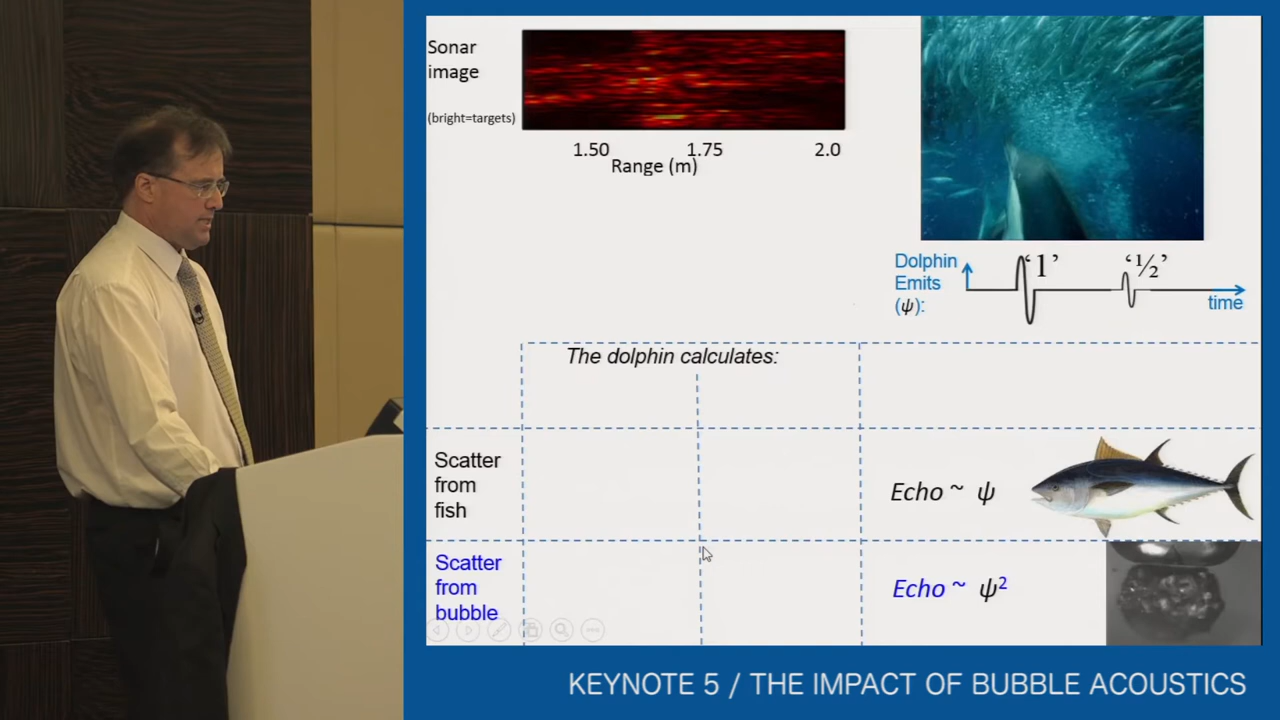 Sonar
image
(bright=targets)
1.50 1.75 2.0
Range (m)
Dolphin
Emits
(ψ):
‘1’
‘½’
time
The dolphin calculates:
Scatter
from
fish
Echo ~ ψ
Scatter
from
bubble
Echo ~ ψ²
KEYNOTE 5 / THE IMPACT OF BUBBLE ACOUSTICS